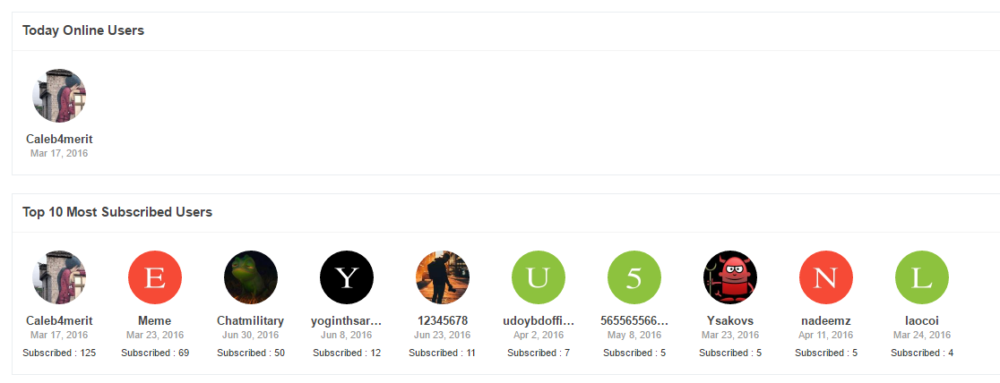 Today Online Users
Caleb4merit
Mar 17, 2016
Top 10 Most Subscribed Users
E Y U 5 N L
Caleb4merit Meme Chatmilitary yoginthsar... 12345678 udoybdoffi... 565565566... Ysakovs nadeemz laocoi
Mar 17, 2016 Mar 23, 2016 Jun 30, 2016 Jun 8, 2016 Jun 23, 2016 Apr 2, 2016 May 8, 2016 Mar 23, 2016 Apr 11, 2016 Mar 24, 2016
Subscribed : 125 Subscribed : 69 Subscribed : 50 Subscribed : 12 Subscribed : 11 Subscribed : 7 Subscribed : 5 Subscribed : 5 Subscribed : 5 Subscribed : 4